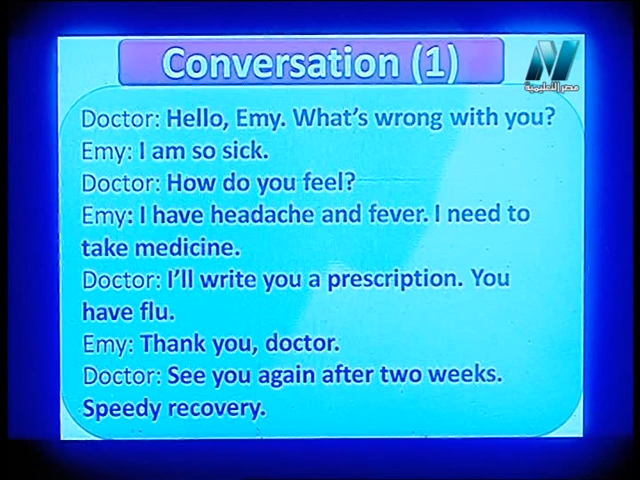 Conversation (1)
مصر التعليمية
Doctor: Hello, Emy. What's wrong with you?
Emy: I am so sick.
Doctor: How do you feel?
Emy: I have headache and fever. I need to
take medicine.
Doctor: I'll write you a prescription. You
have flu.
Emy: Thank you, doctor.
Doctor: See you again after two weeks.
Speedy recovery.